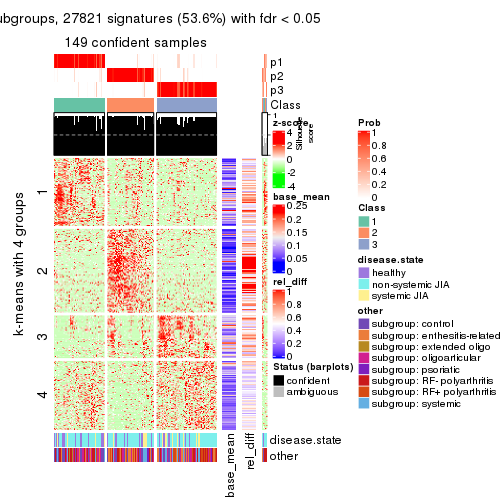 ubgroups, 27821 signatures (53.6%) with fdr < 0.05
149 confident samples
p1
p2
p3
Class
1
Silhouette
score
k-means with 4 groups
1
2
3
4
disease.state
other
base_mean
rel_diff
z-score
4
2
0
-2
-4
base_mean
0.25
0.2
0.15
0.1
0.05
0
rel_diff
1
0.8
0.6
0.4
0.2
0
Status (barplots)
confident
ambiguous
Prob
1
0.8
0.6
0.4
0.2
0
Class
1
2
3
disease.state
healthy
non-systemic JIA
systemic JIA
other
subgroup: control
subgroup: enthesitis-related
subgroup: extended oligo
subgroup: oligoarticular
subgroup: psoriatic
subgroup: RF- polyarthritis
subgroup: RF+ polyarthritis
subgroup: systemic